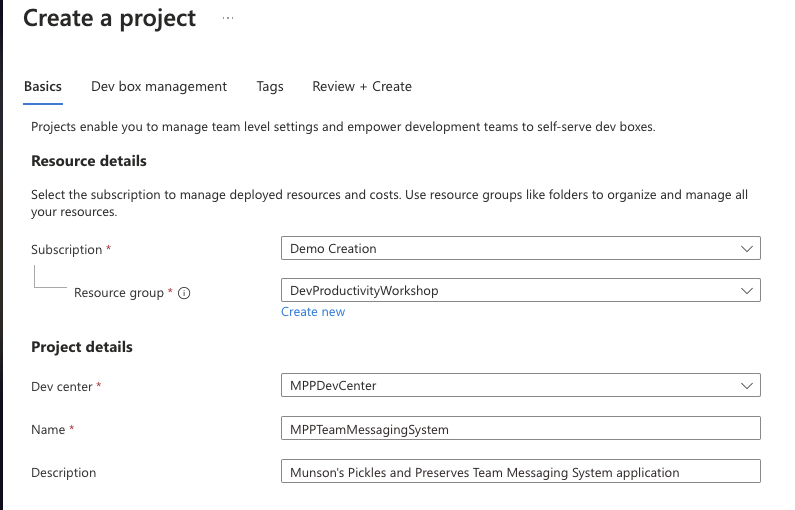 Create a project ...
Basics Dev box management Tags Review + Create
Projects enable you to manage team level settings and empower development teams to self-serve dev boxes.
Resource details
Select the subscription to manage deployed resources and costs. Use resource groups like folders to organize and manage all
your resources.
Subscription * Demo Creation
Resource group * DevProductivityWorkshop
Create new
Project details
Dev center * MPPDevCenter
Name * MPPTeamMessagingSystem
Description Munson's Pickles and Preserves Team Messaging System application